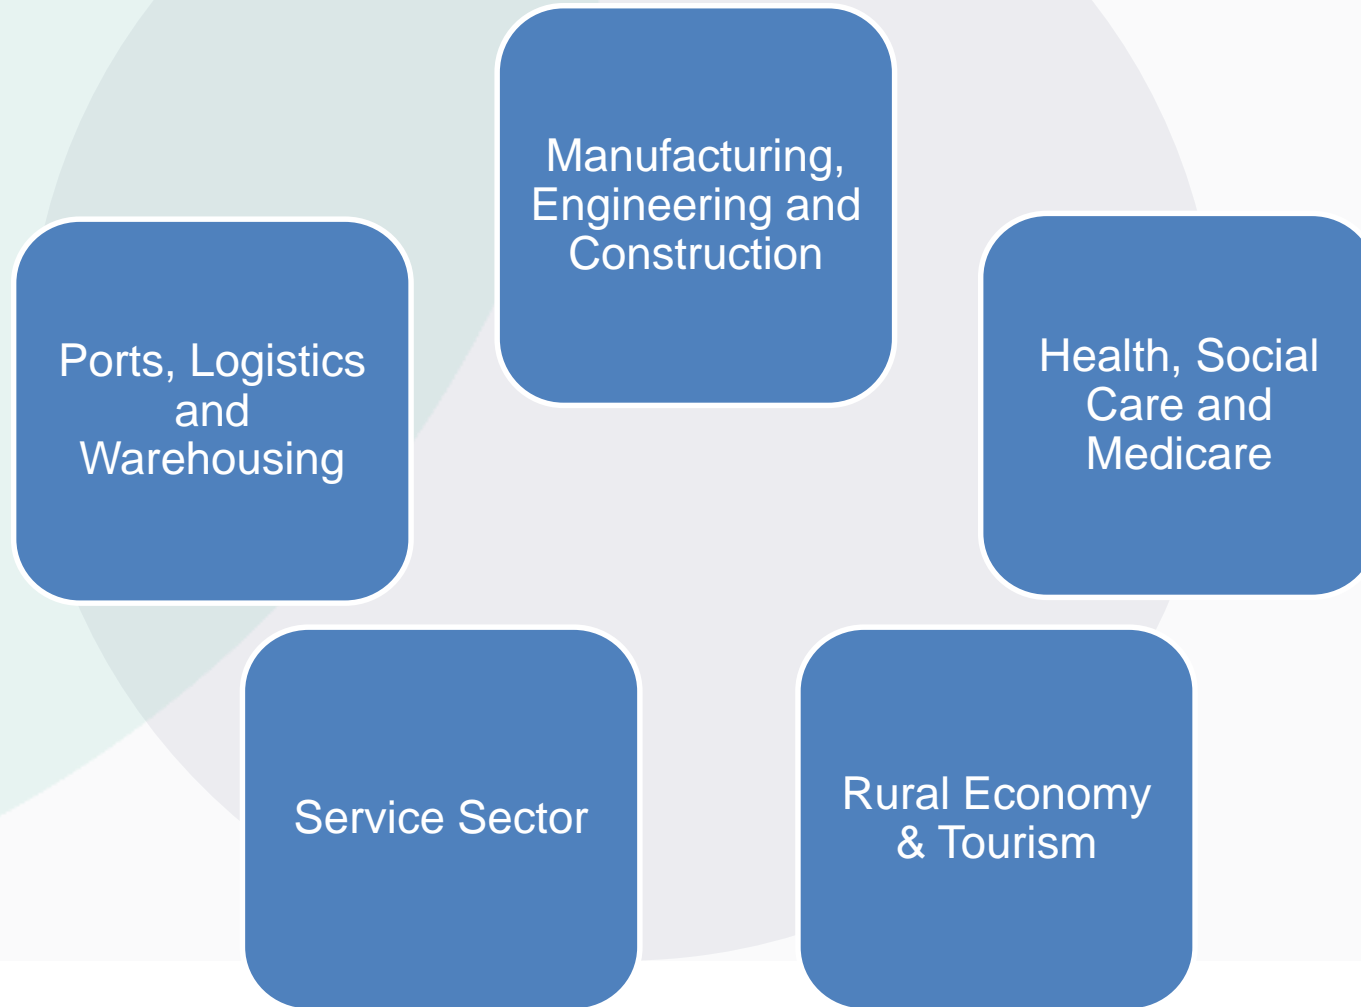 Manufacturing,
Engineering and
Construction
Ports, Logistics
and
Warehousing
Health, Social
Care and
Medicare
Service Sector
Rural Economy
& Tourism